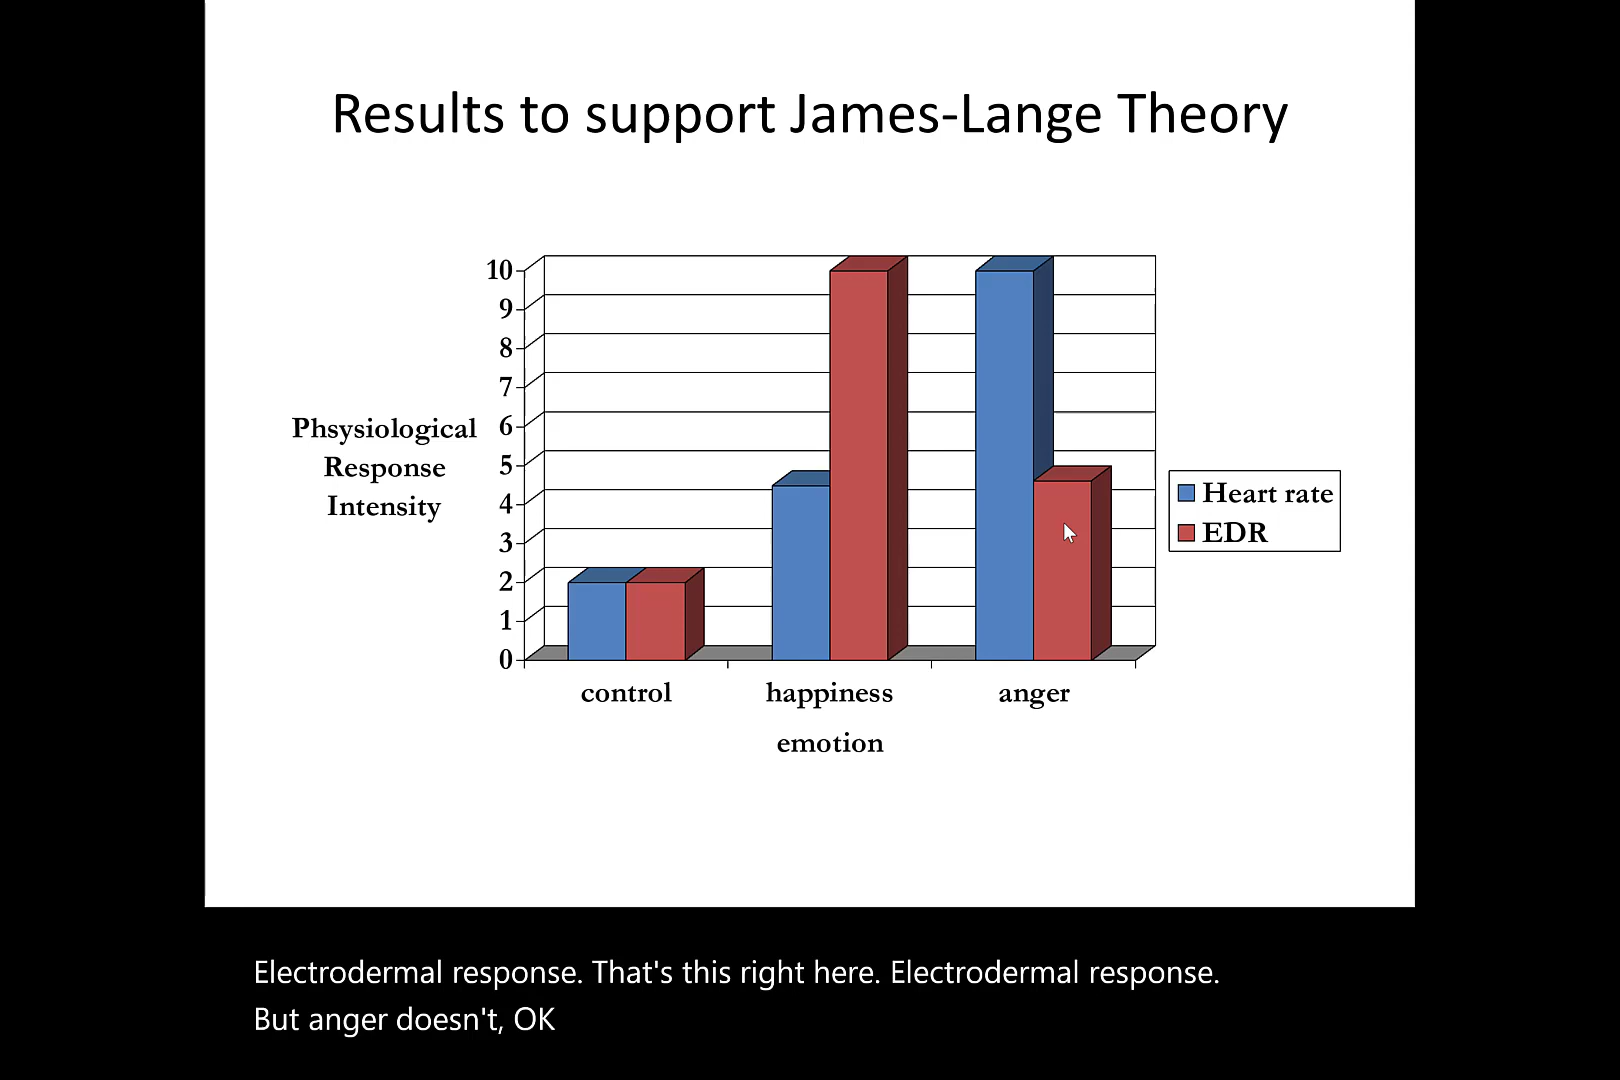 Results to support James-Lange Theory
10
9
8
7
6
5
4
3
2
1
0
Phsysiological
Response
Intensity
control happiness anger
emotion
Heart rate
EDR
Electrodermal response. That's this right here. Electrodermal response.
But anger doesn't, OK